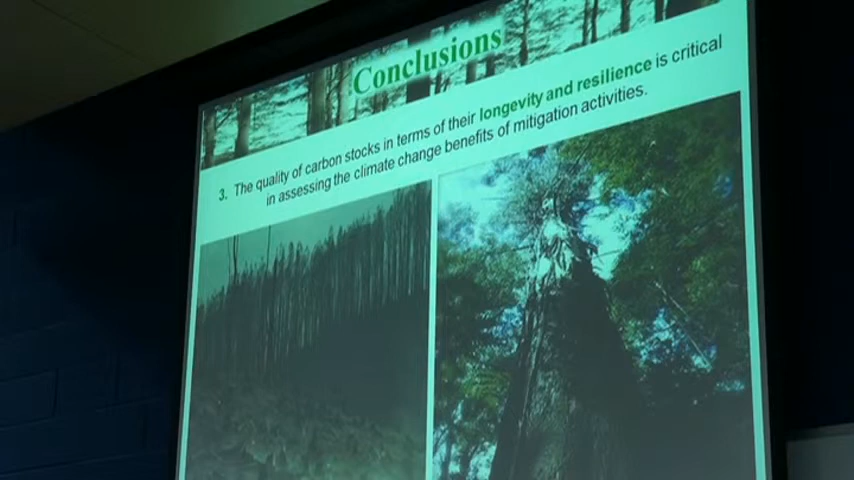 Conclusions
3. The quality of carbon stocks in terms of their longevity and resilience is critical
in assessing the climate change benefits of mitigation activities.